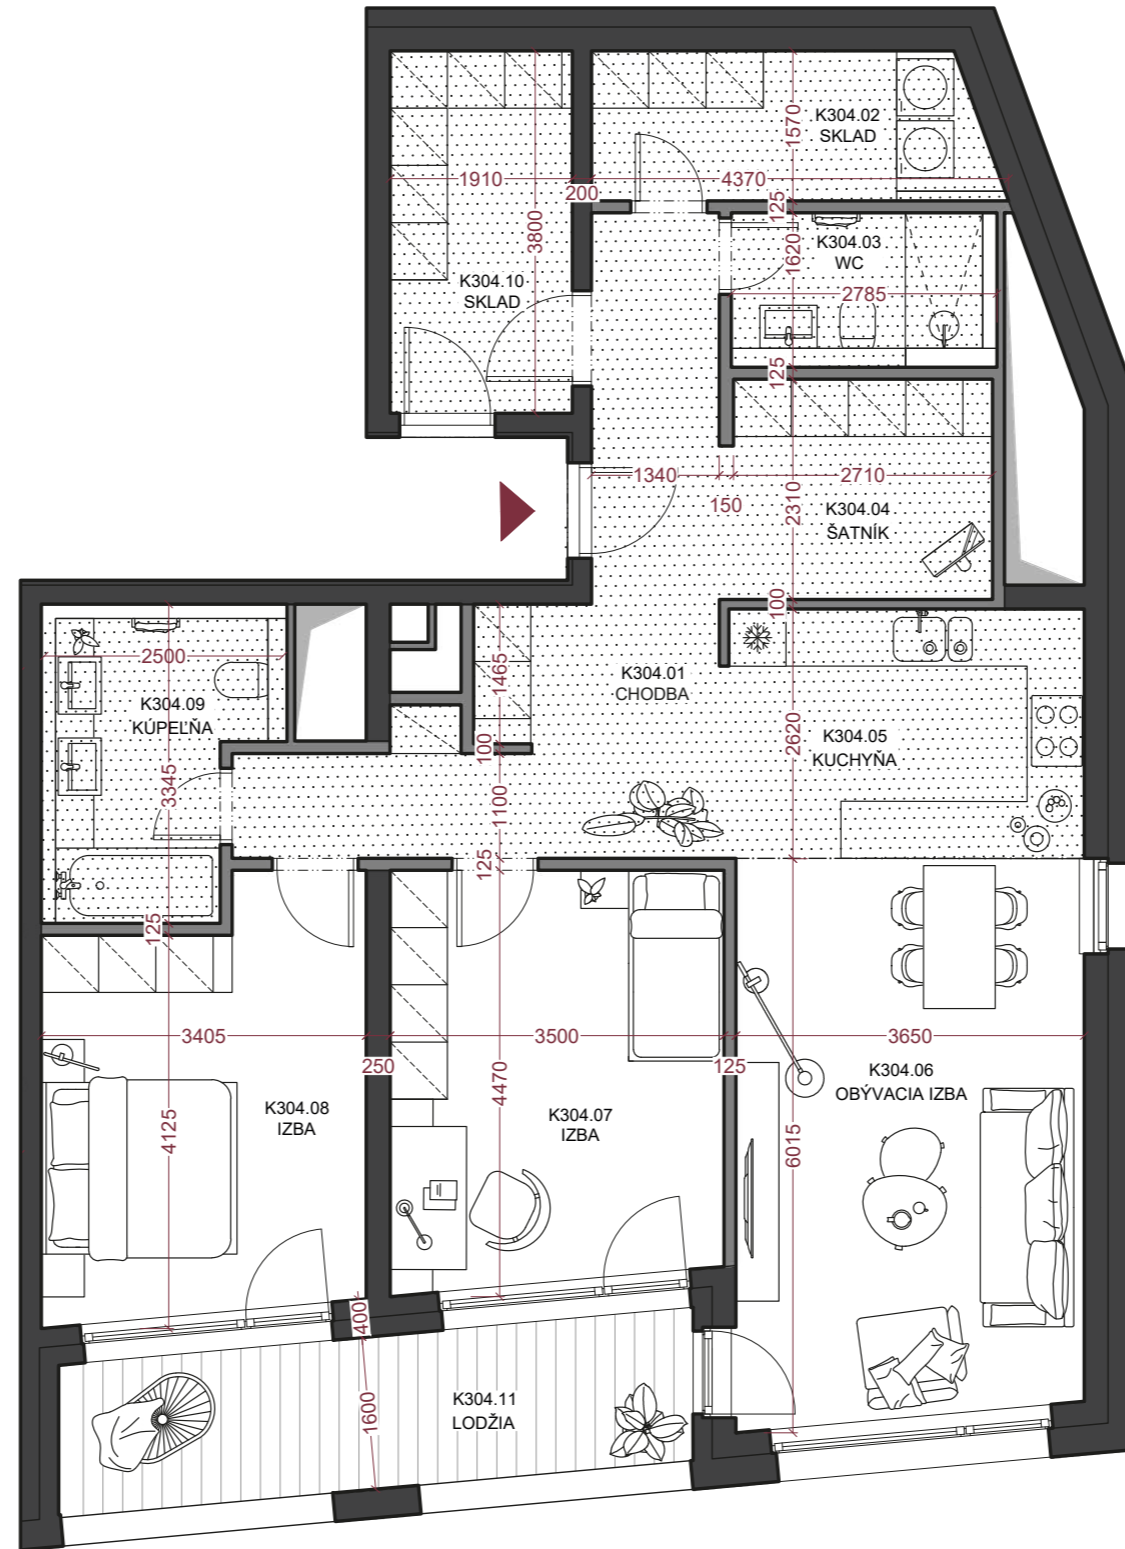 1570
K304.02
SKLAD
1910
200
4370
125
3800
1620
K304.03
WC
K304.10
SKLAD
2785
125
1340
2710
150
2310
K304.04
ŠATNÍK
100
2500
1465
K304.01
CHODBA
K304.09
KÚPEĽŇA
2620
K304.05
KUCHYŇA
100
3345
1100
125
125
3405
250
3500
125
3650
4470
K304.06
OBÝVACIA IZBA
K304.08
IZBA
4125
K304.07
IZBA
6015
400
1600
K304.11
LODŽIA